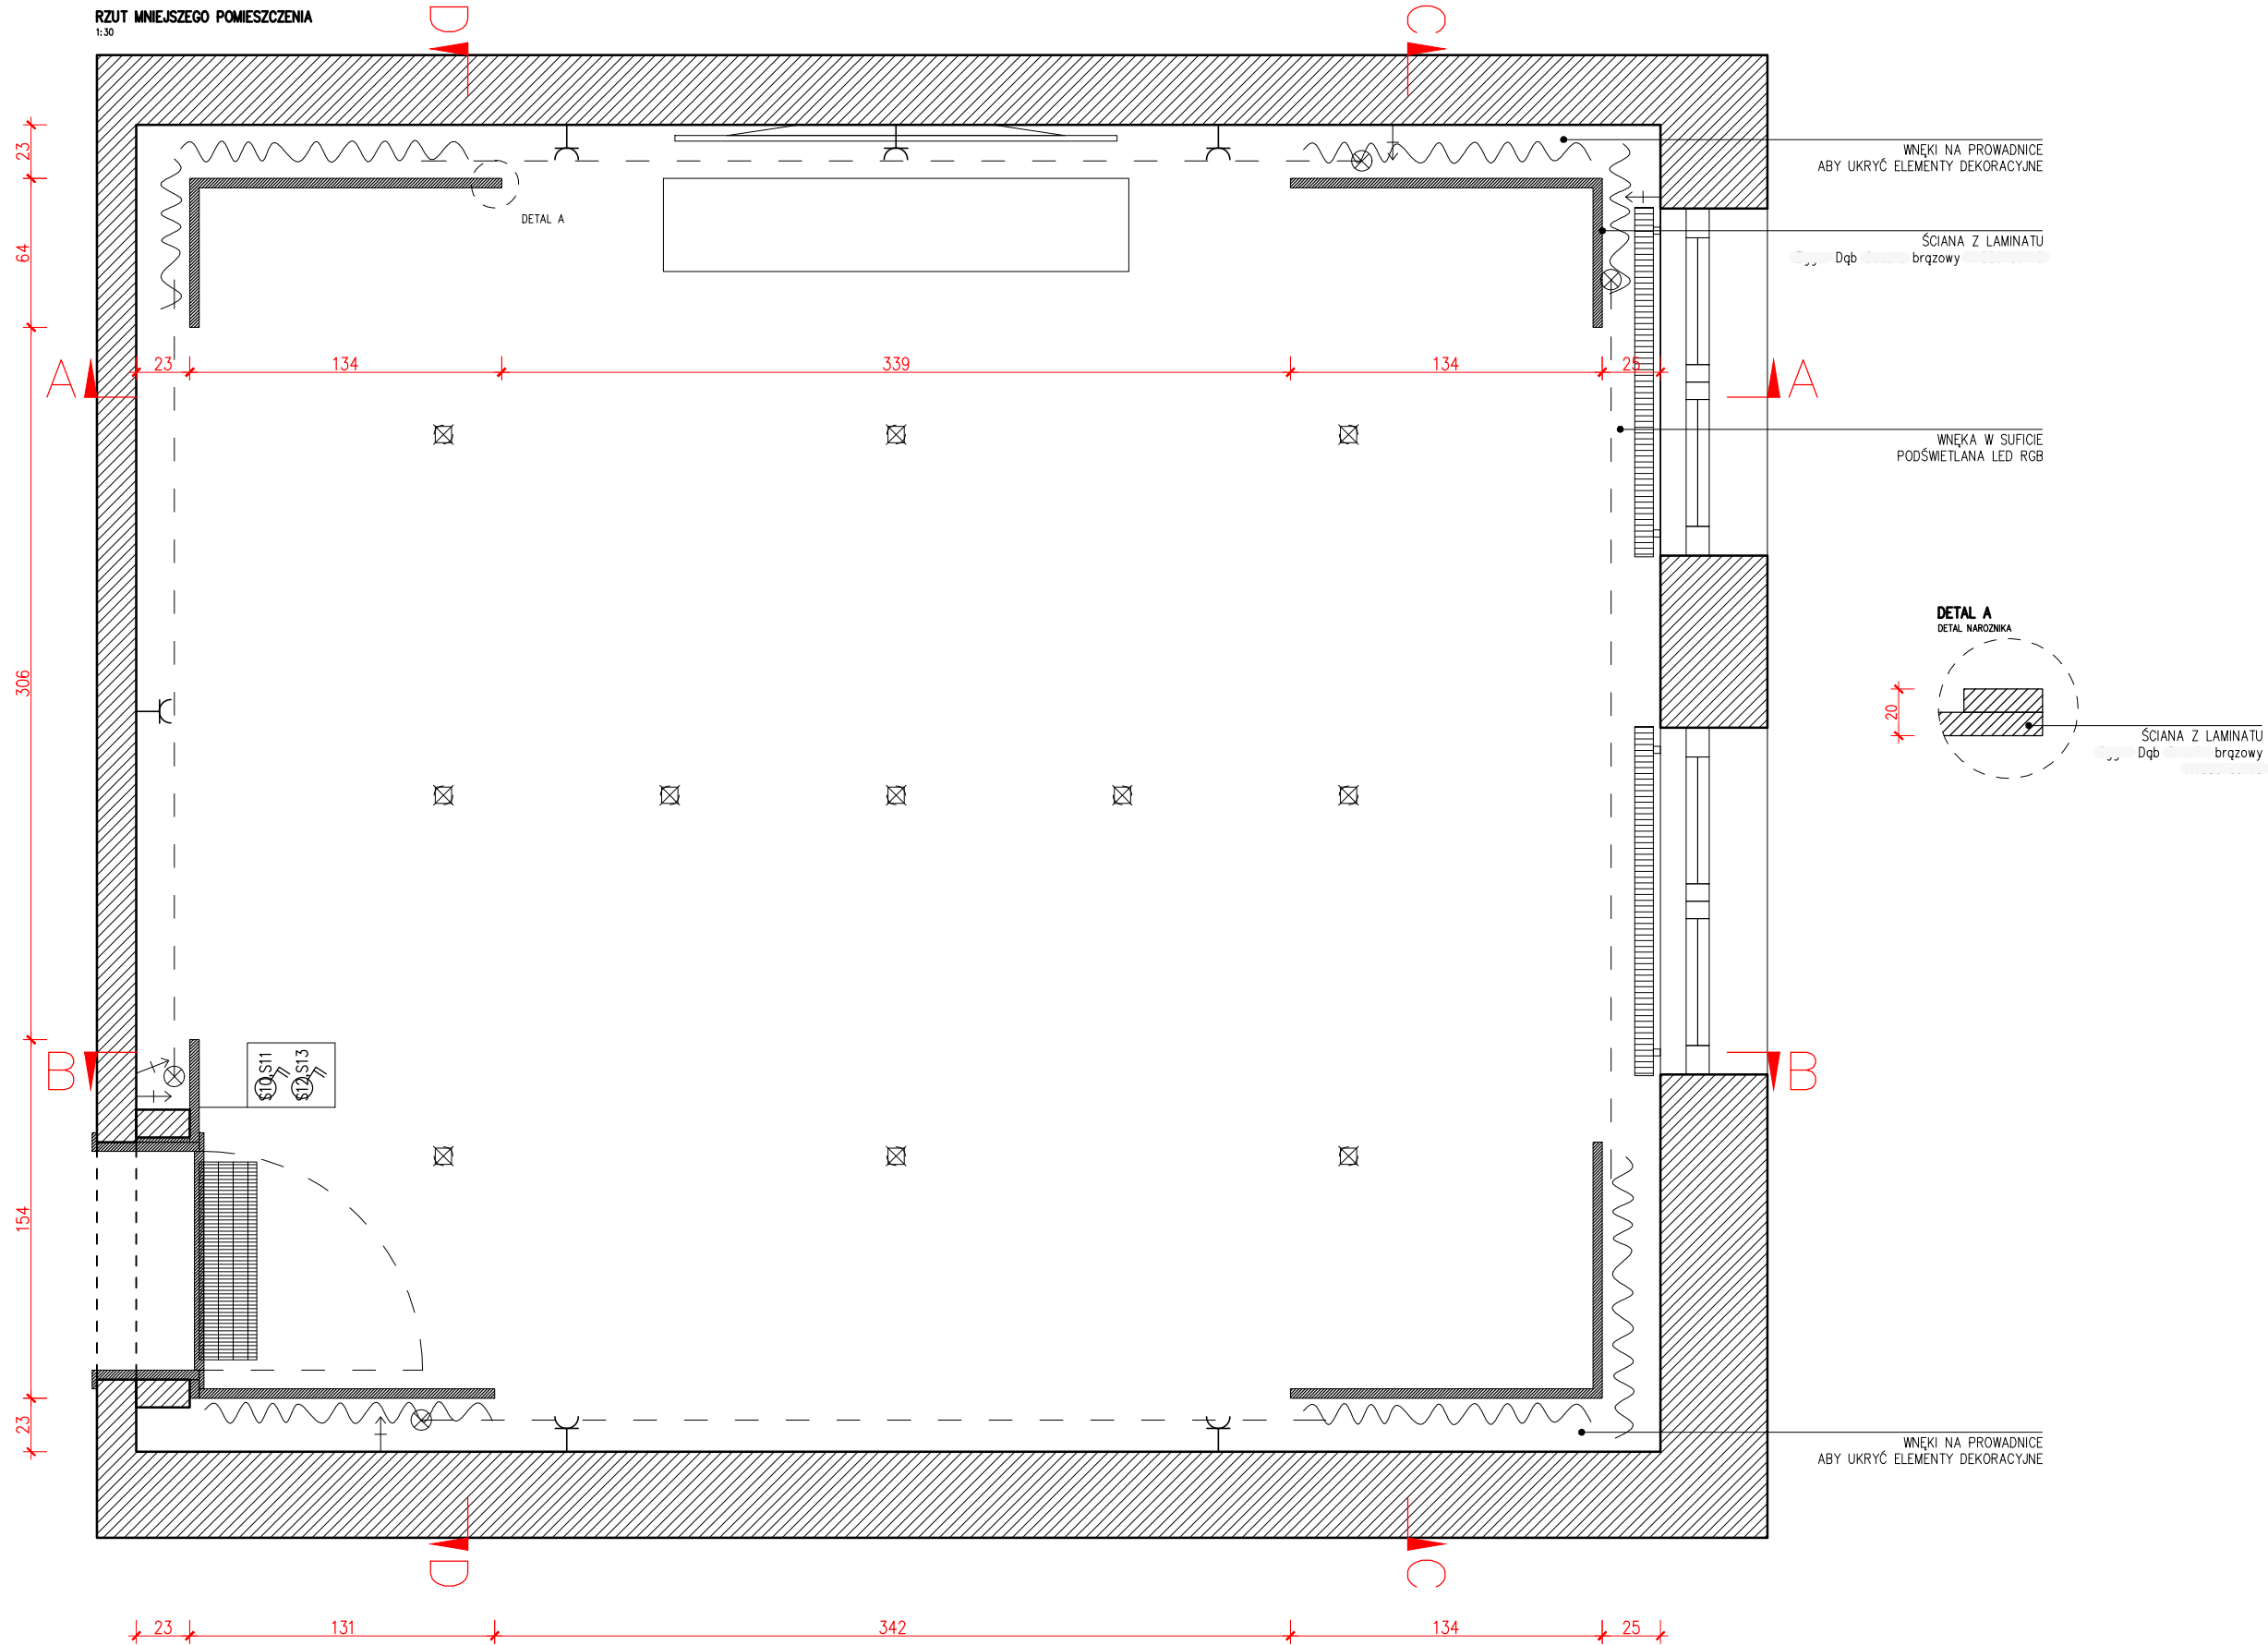 RZUT MNIEJSZEGO POMIESZCZENIA
1:30
D
C
23
WNĘKI NA PROWADNICE
ABY UKRYĆ ELEMENTY DEKORACYJNE
DETAL A
64
ŚCIANA Z LAMINATU
Dąb brązowy
A
23
134
339
134
25
A
WNĘKA W SUFICIE
PODŚWIETLANA LED RGB
306
DETAL A
DETAL NAROZNIKA
20
ŚCIANA Z LAMINATU
Dąb brązowy
B
S10,S11
S12,S13
B
154
23
WNĘKI NA PROWADNICE
ABY UKRYĆ ELEMENTY DEKORACYJNE
D
C
23
131
342
134
25